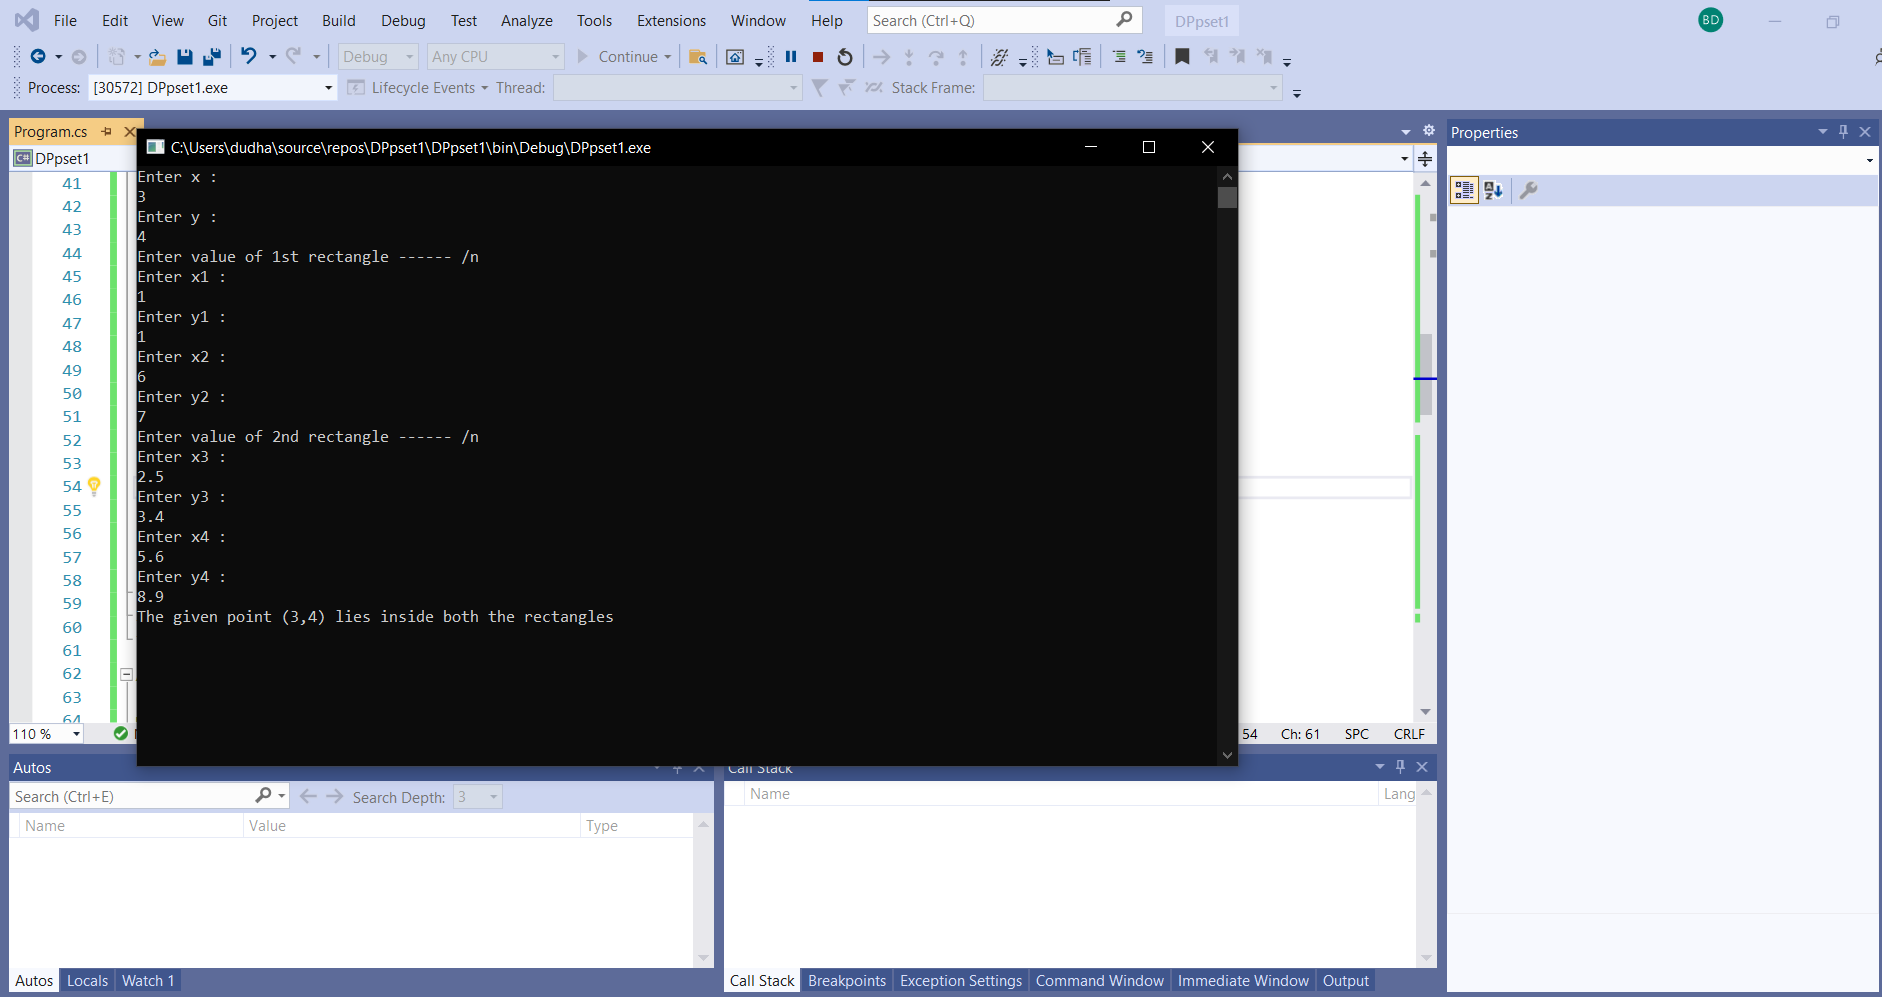 File Edit View Git Project Build Debug Test Analyze Tools Extensions Window Help Search (Ctrl+Q) DPpset1 BD
Debug Any CPU Continue
Process: [30572] DPpset1.exe Lifecycle Events Thread: Stack Frame:
Program.cs
C:\Users\dudha\source\repos\DPpset1\DPpset1\bin\Debug\DPpset1.exe
Properties
C# DPpset1
41
42
43
44
45
46
47
48
49
50
51
52
53
54
55
56
57
58
59
60
61
62
63
64
Enter x :
3
Enter y :
4
Enter value of 1st rectangle ------ /n
Enter x1 :
1
Enter y1 :
1
Enter x2 :
6
Enter y2 :
7
Enter value of 2nd rectangle ------ /n
Enter x3 :
2.5
Enter y3 :
3.4
Enter x4 :
5.6
Enter y4 :
8.9
The given point (3,4) lies inside both the rectangles
110 % 54 Ch: 61 SPC CRLF
Autos
Search (Ctrl+E) Search Depth: 3
Name Value Type
Autos Locals Watch 1
Call Stack
Name Lang
Call Stack Breakpoints Exception Settings Command Window Immediate Window Output